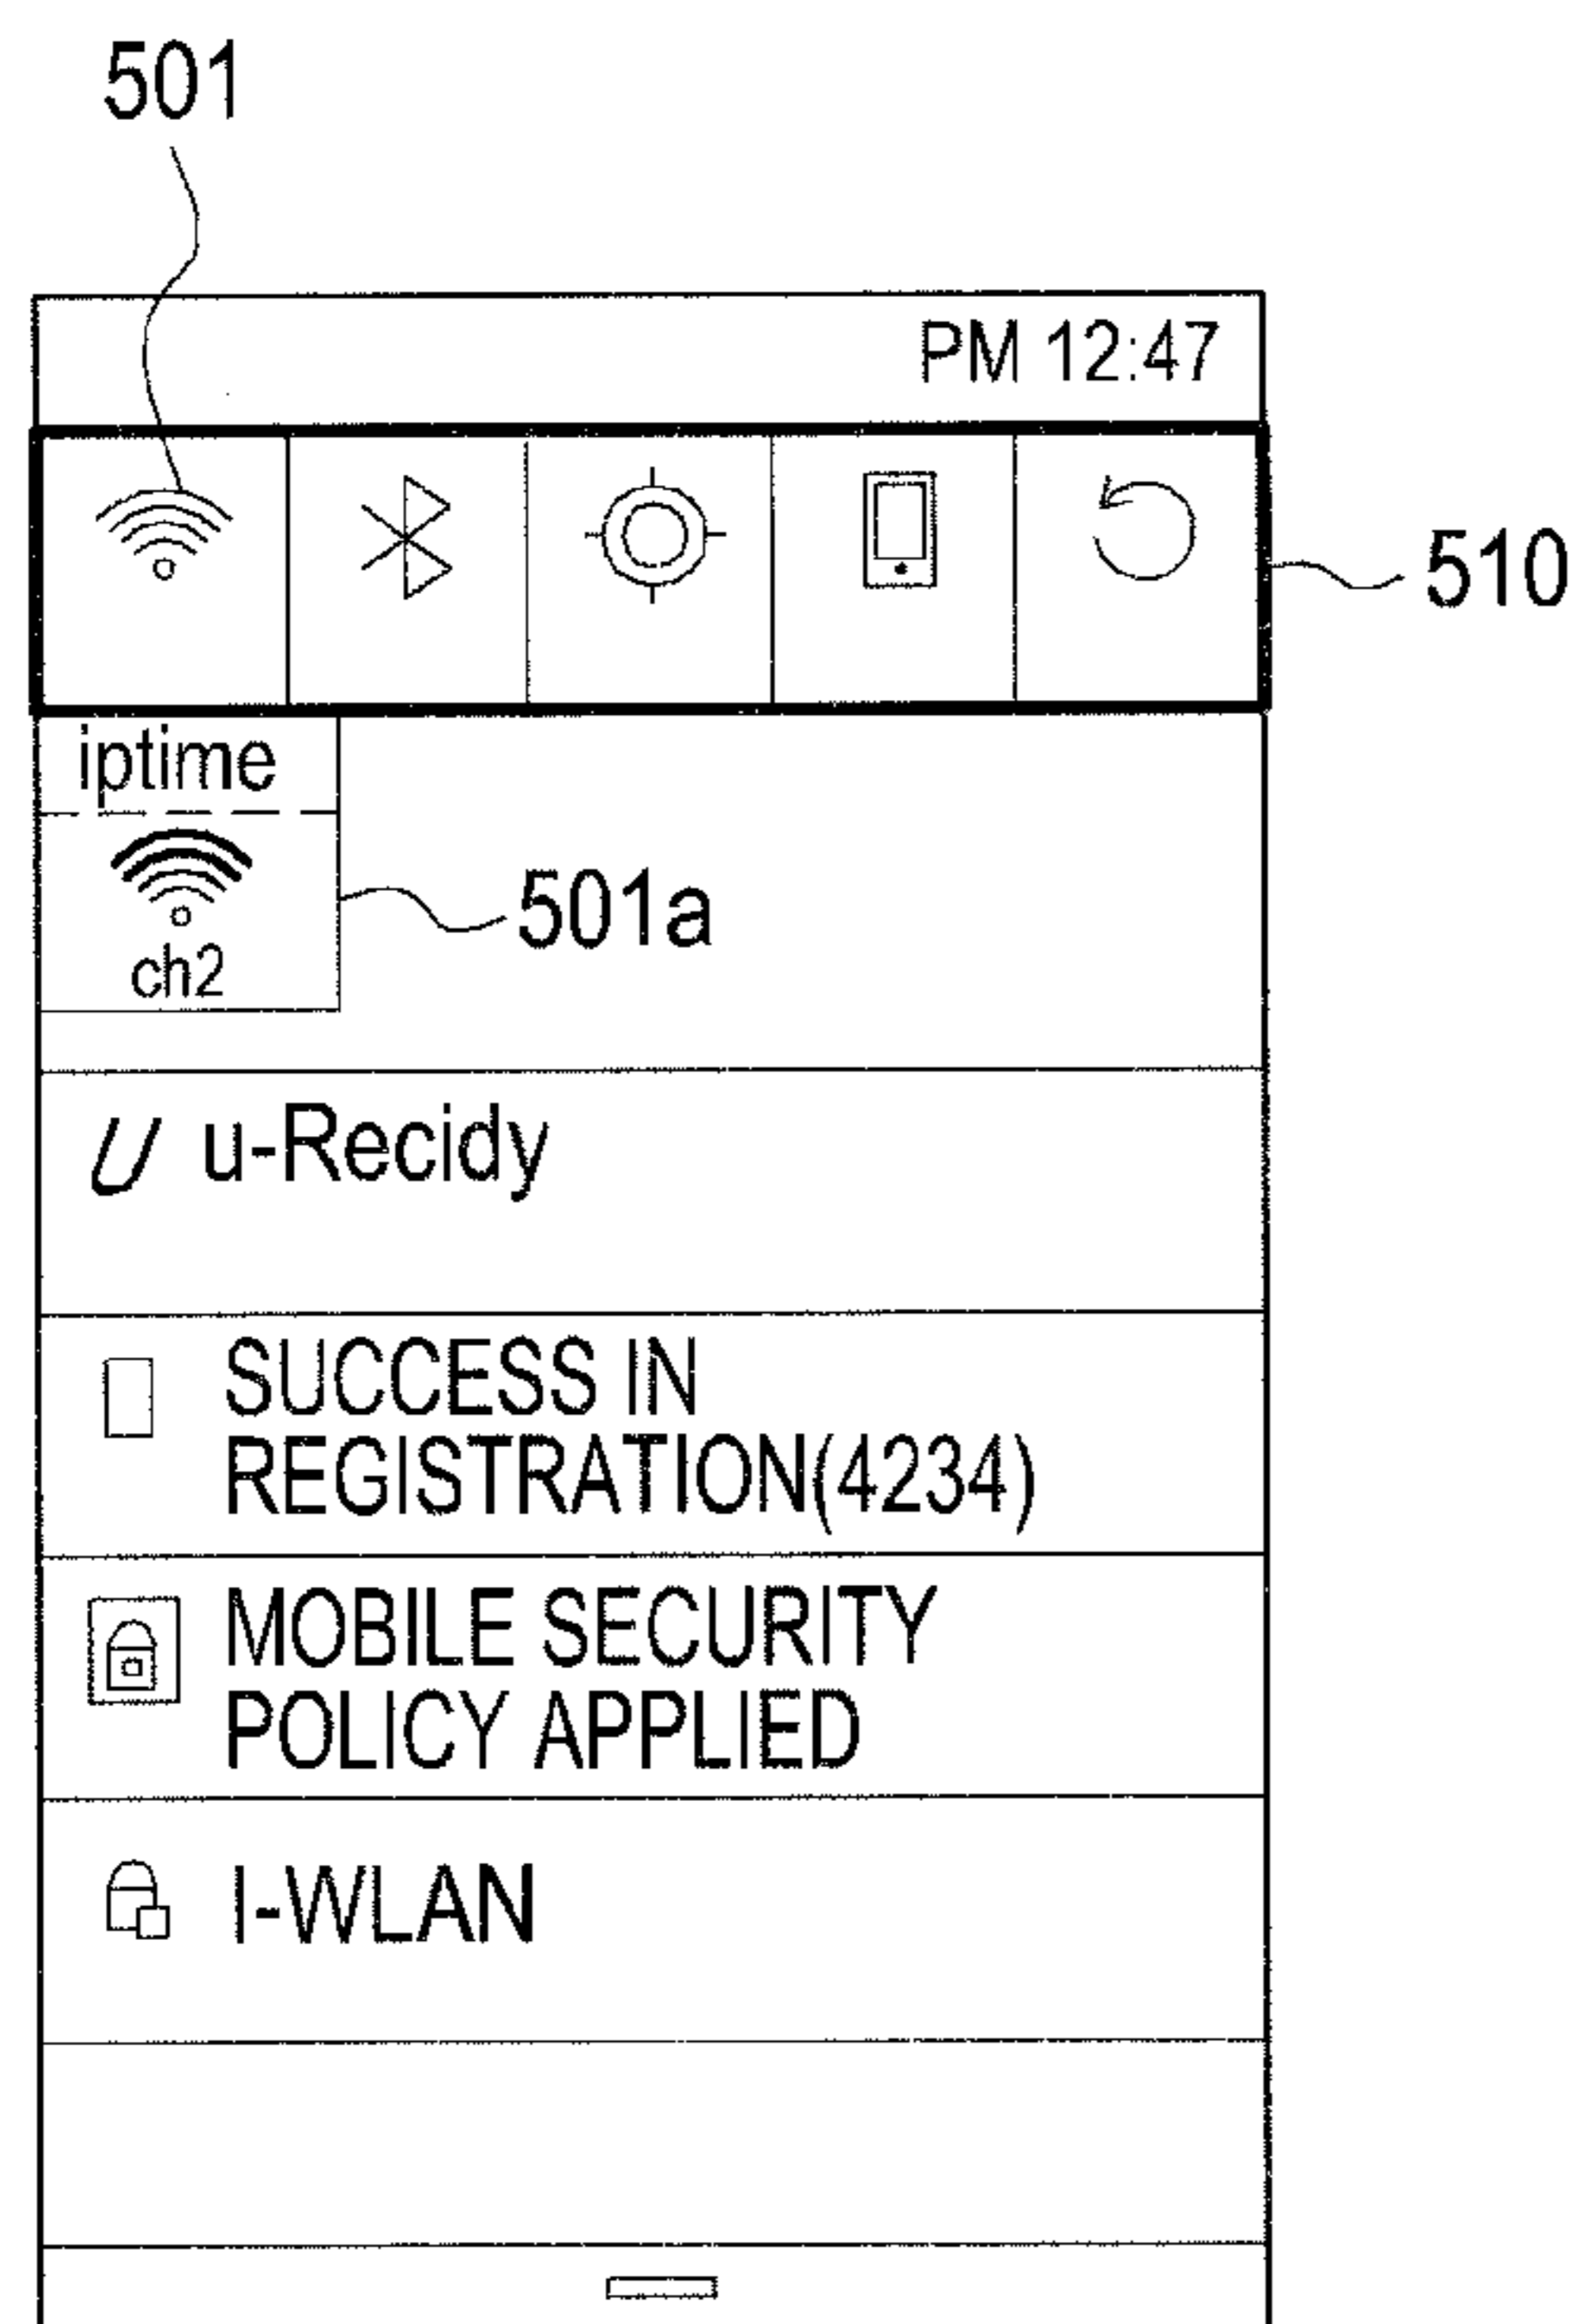 501
PM 12:47
510
iptime
501a
ch2
U u-Recidy
SUCCESS IN
REGISTRATION(4234)
MOBILE SECURITY
POLICY APPLIED
I-WLAN